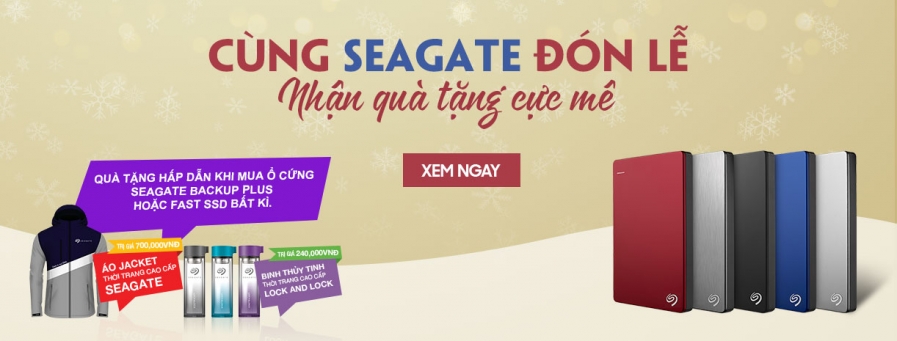 CÙNG SEAGATE ĐÓN LỄ
Nhận quà tặng cực mê
XEM NGAY
QUÀ TẶNG HẤP DẪN KHI MUA Ổ CỨNG
SEAGATE BACKUP PLUS
HOẶC FAST SSD BẤT KÌ.
TRỊ GIÁ 700,000VNĐ
ÁO JACKET
THỜI TRANG CAO CẤP
SEAGATE
TRỊ GIÁ 240,000VNĐ
BÌNH THỦY TINH
THỜI TRANG CAO CẤP
LOCK AND LOCK